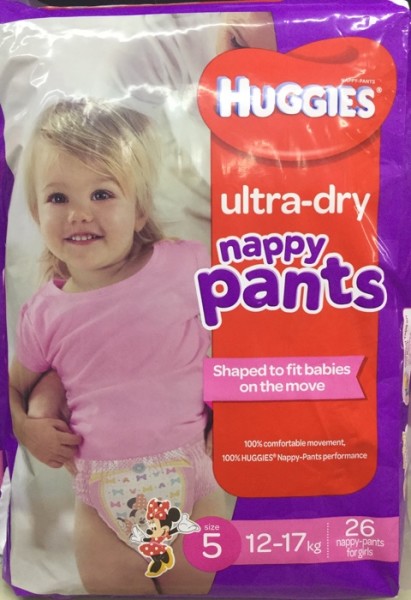 NAPPY-PANTS
HUGGIES®
ultra-dry
nappy
pants
Shaped to fit babies
on the move
100% comfortable movement,
100% HUGGIES® Nappy-Pants performance
size
5
12-17kg
26
nappy-pants
for girls